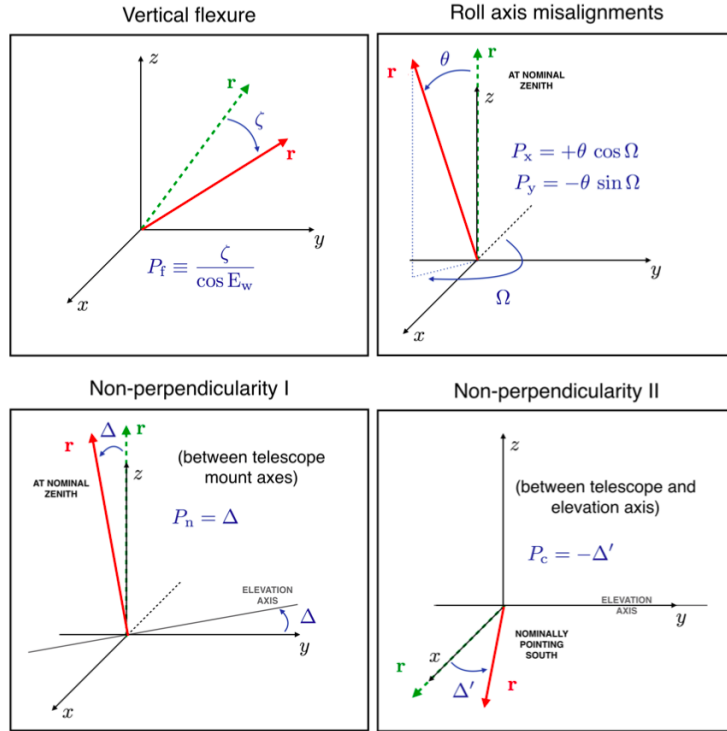 Vertical flexure
z
r
ζ
r
y
P_f ≡ ζ / cos E_w
x
Roll axis misalignments
r
θ
r
AT NOMINAL
ZENITH
z
P_x = +θ cos Ω
P_y = −θ sin Ω
y
Ω
x
Non-perpendicularity I
Δ
r
r
(between telescope
mount axes)
z
AT NOMINAL
ZENITH
P_n = Δ
ELEVATION
AXIS
Δ
y
x
Non-perpendicularity II
z
(between telescope and
elevation axis)
P_c = −Δ′
ELEVATION
AXIS
y
NOMINALLY
POINTING
SOUTH
x
r
Δ′
r